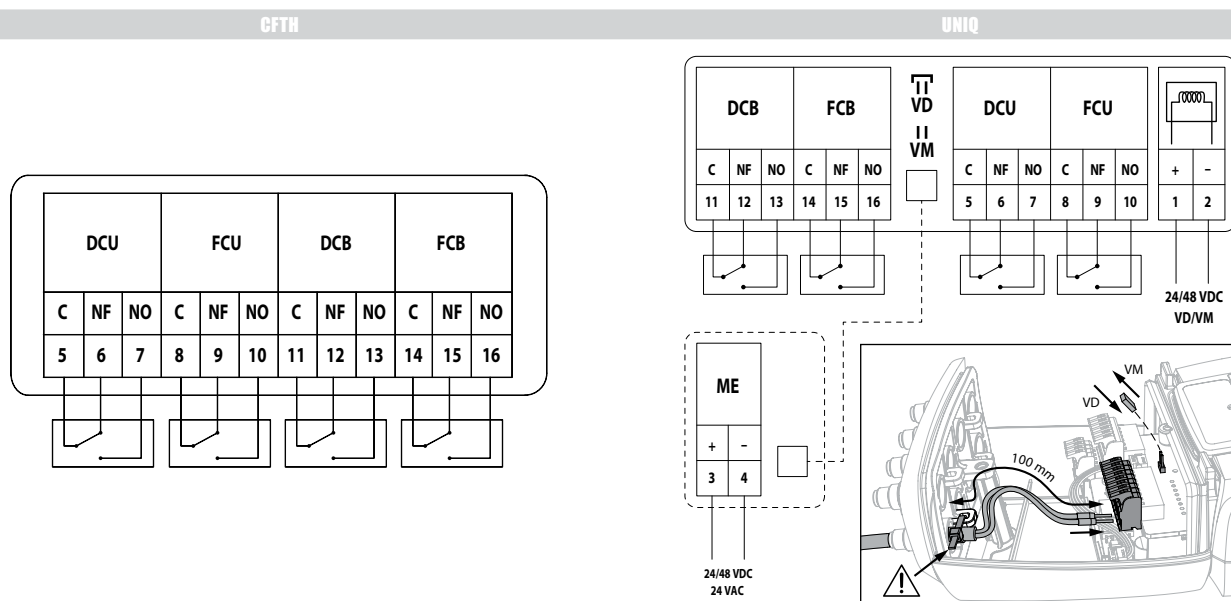 CFTH
UNIQ
DCU FCU DCB FCB
C NF NO C NF NO C NF NO C NF NO
5 6 7 8 9 10 11 12 13 14 15 16
DCB FCB VD VM DCU FCU
C NF NO C NF NO C NF NO C NF NO + –
11 12 13 14 15 16 5 6 7 8 9 10 1 2
24/48 VDC
VD/VM
ME
+ –
3 4
24/48 VDC
24 VAC
VM
VD
100 mm